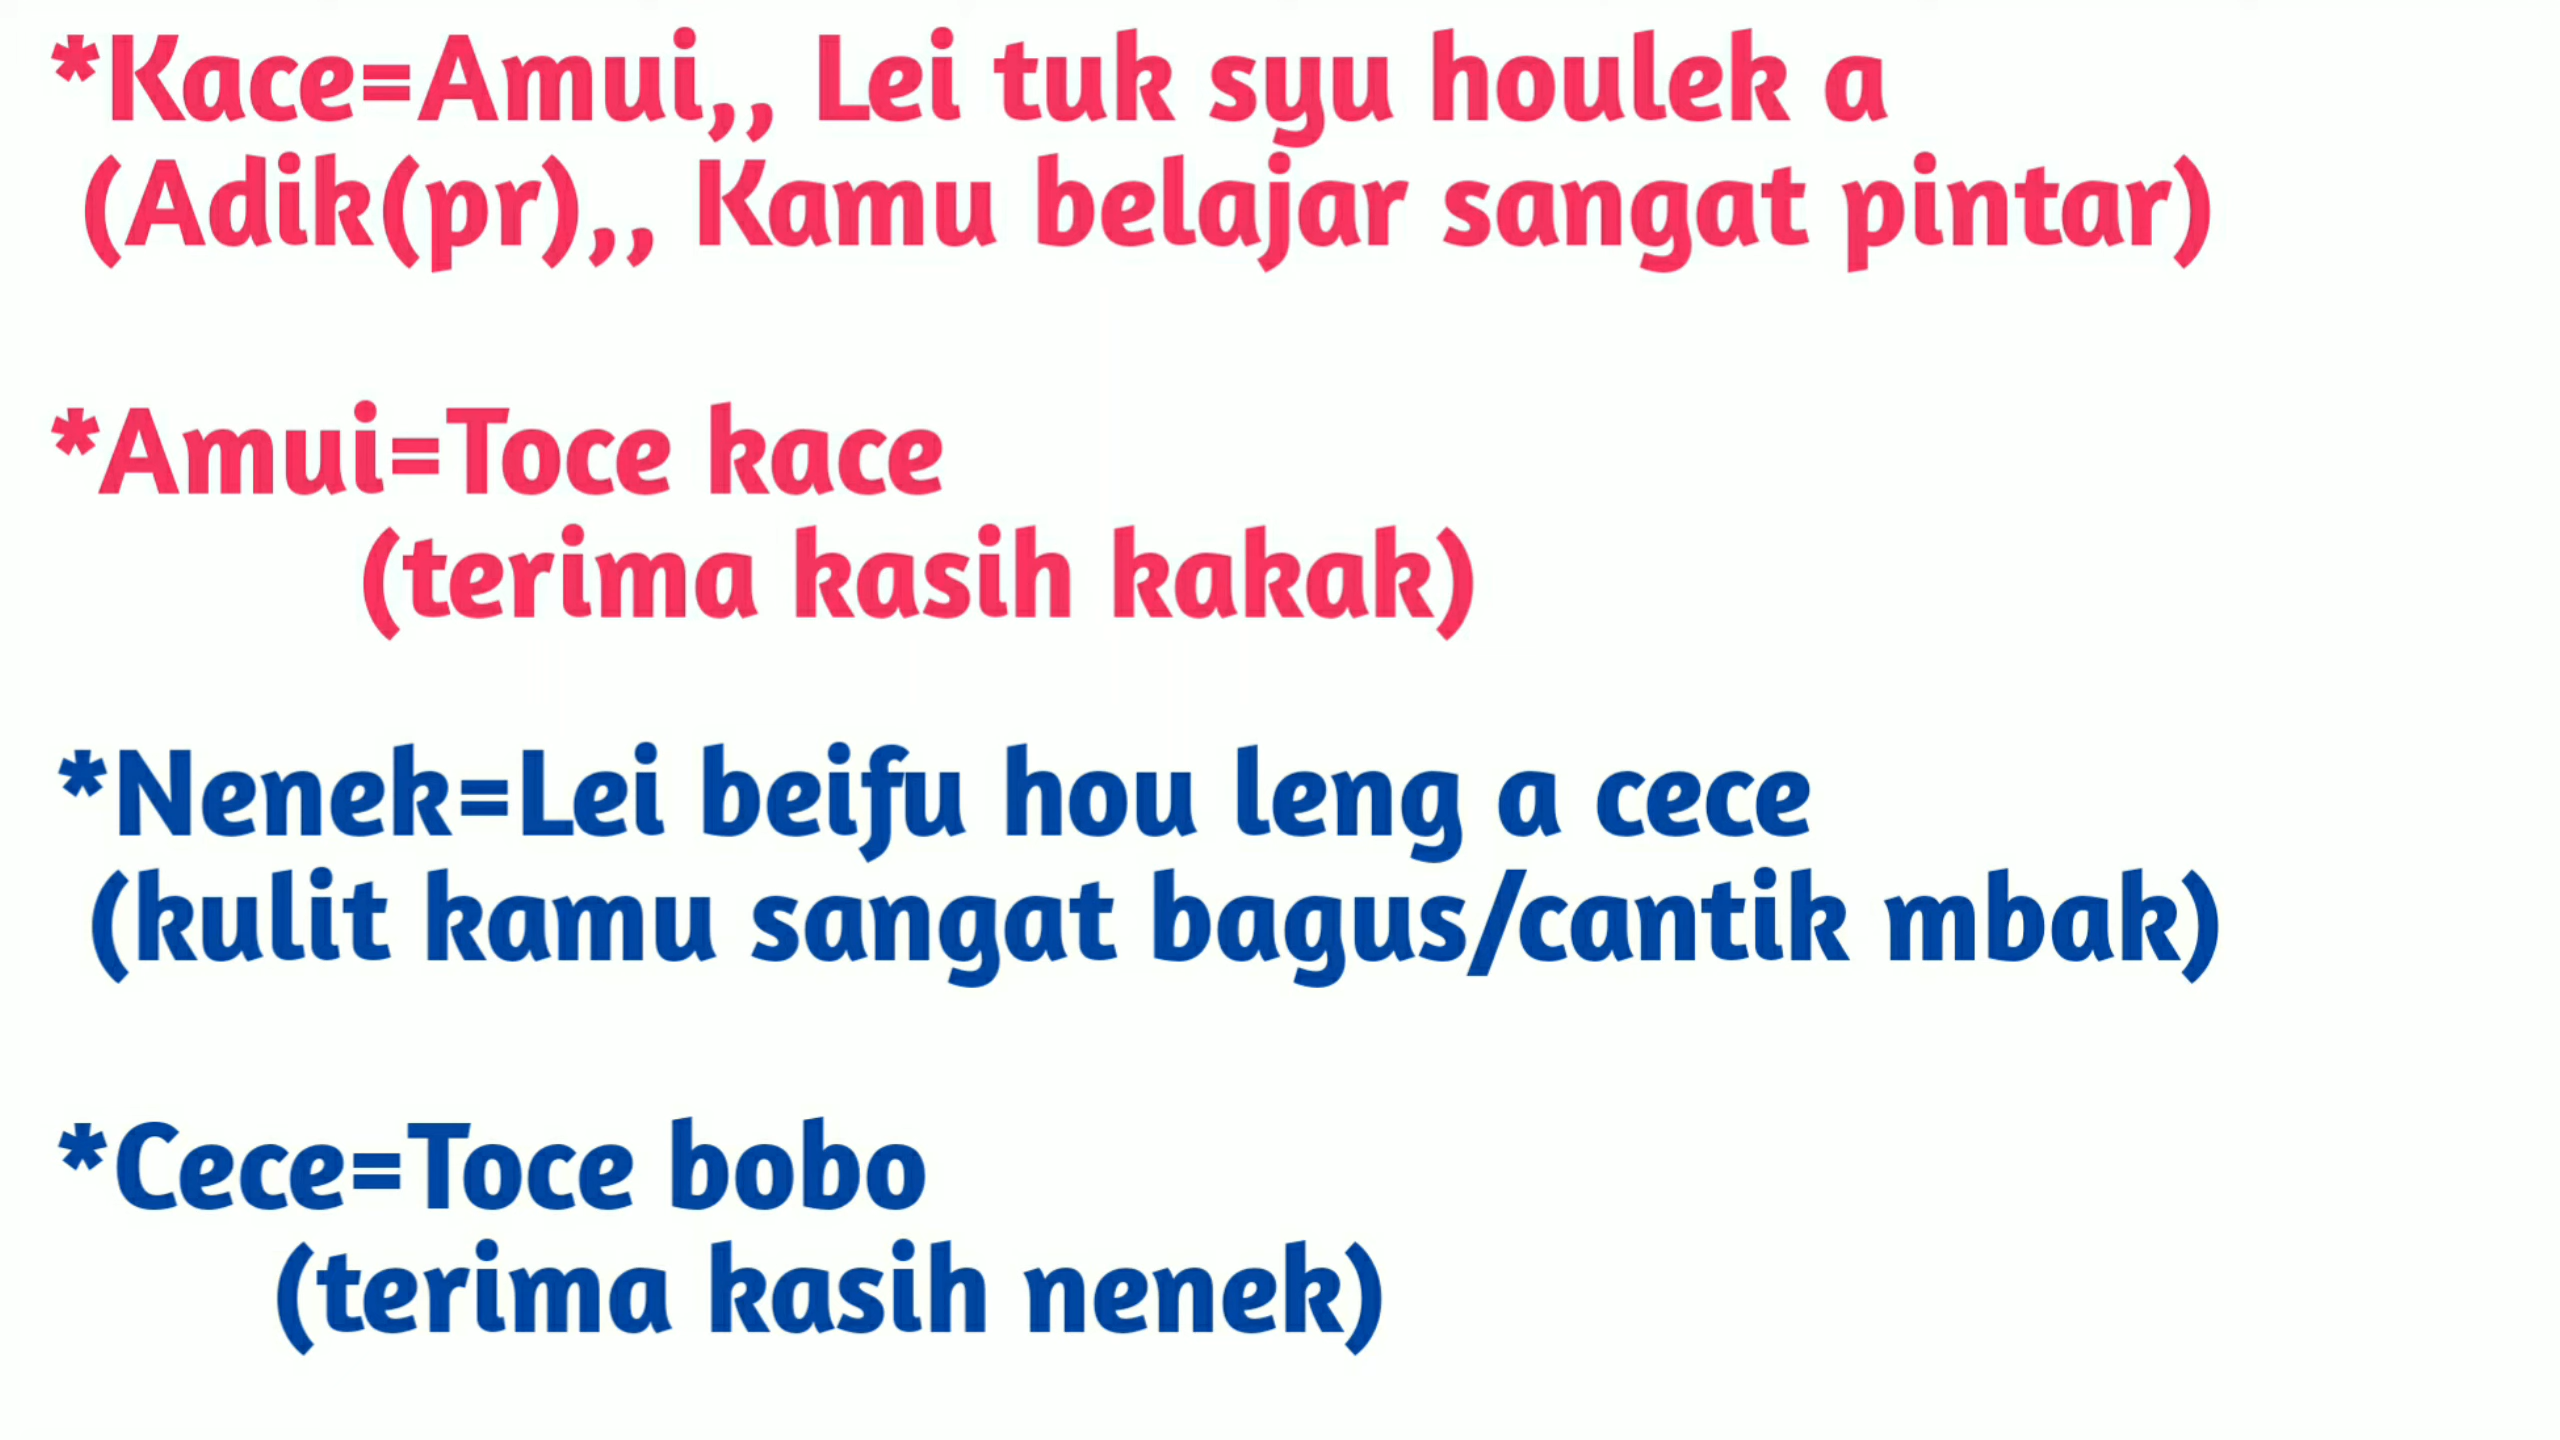 *Kace=Amui,, Lei tuk syu houlek a
(Adik(pr),, Kamu belajar sangat pintar)
*Amui=Toce kace
(terima kasih kakak)
*Nenek=Lei beifu hou leng a cece
(kulit kamu sangat bagus/cantik mbak)
*Cece=Toce bobo
(terima kasih nenek)